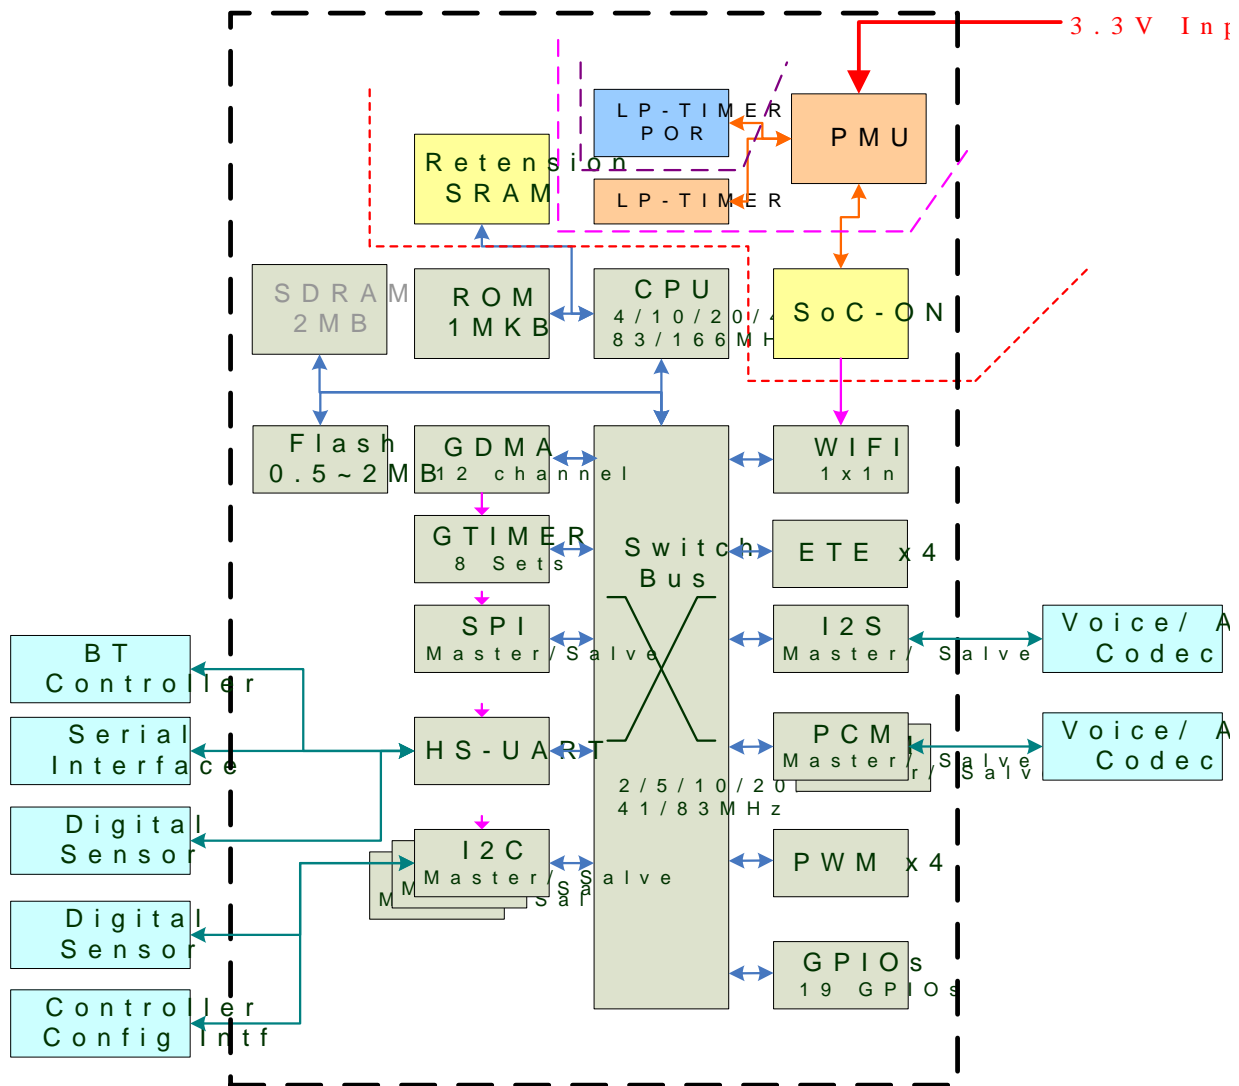 3.3V Inp
LP-TIMER
POR
PMU
Retension
SRAM
LP-TIMER
SDRAM
2MB
ROM
1MKB
CPU
4/10/20/4
83/166MH
SoC-ON
Flash
0.5~2MB
GDMA
12 channel
WIFI
1x1n
GTIMER
8 Sets
Switch
Bus
ETE x4
SPI
Master/Salve
I2S
Master/ Salve
Voice/ A
Codec
BT
Controller
Serial
Interface
HS-UART
PCM
Master/Salve
r/ Salv
Voice/ A
Codec
2/5/10/20
41/83MHz
Digital
Sensor
I2C
Master/Salve
PWM x4
Digital
Sensor
GPIOs
19 GPIOs
Controller
Config Intf